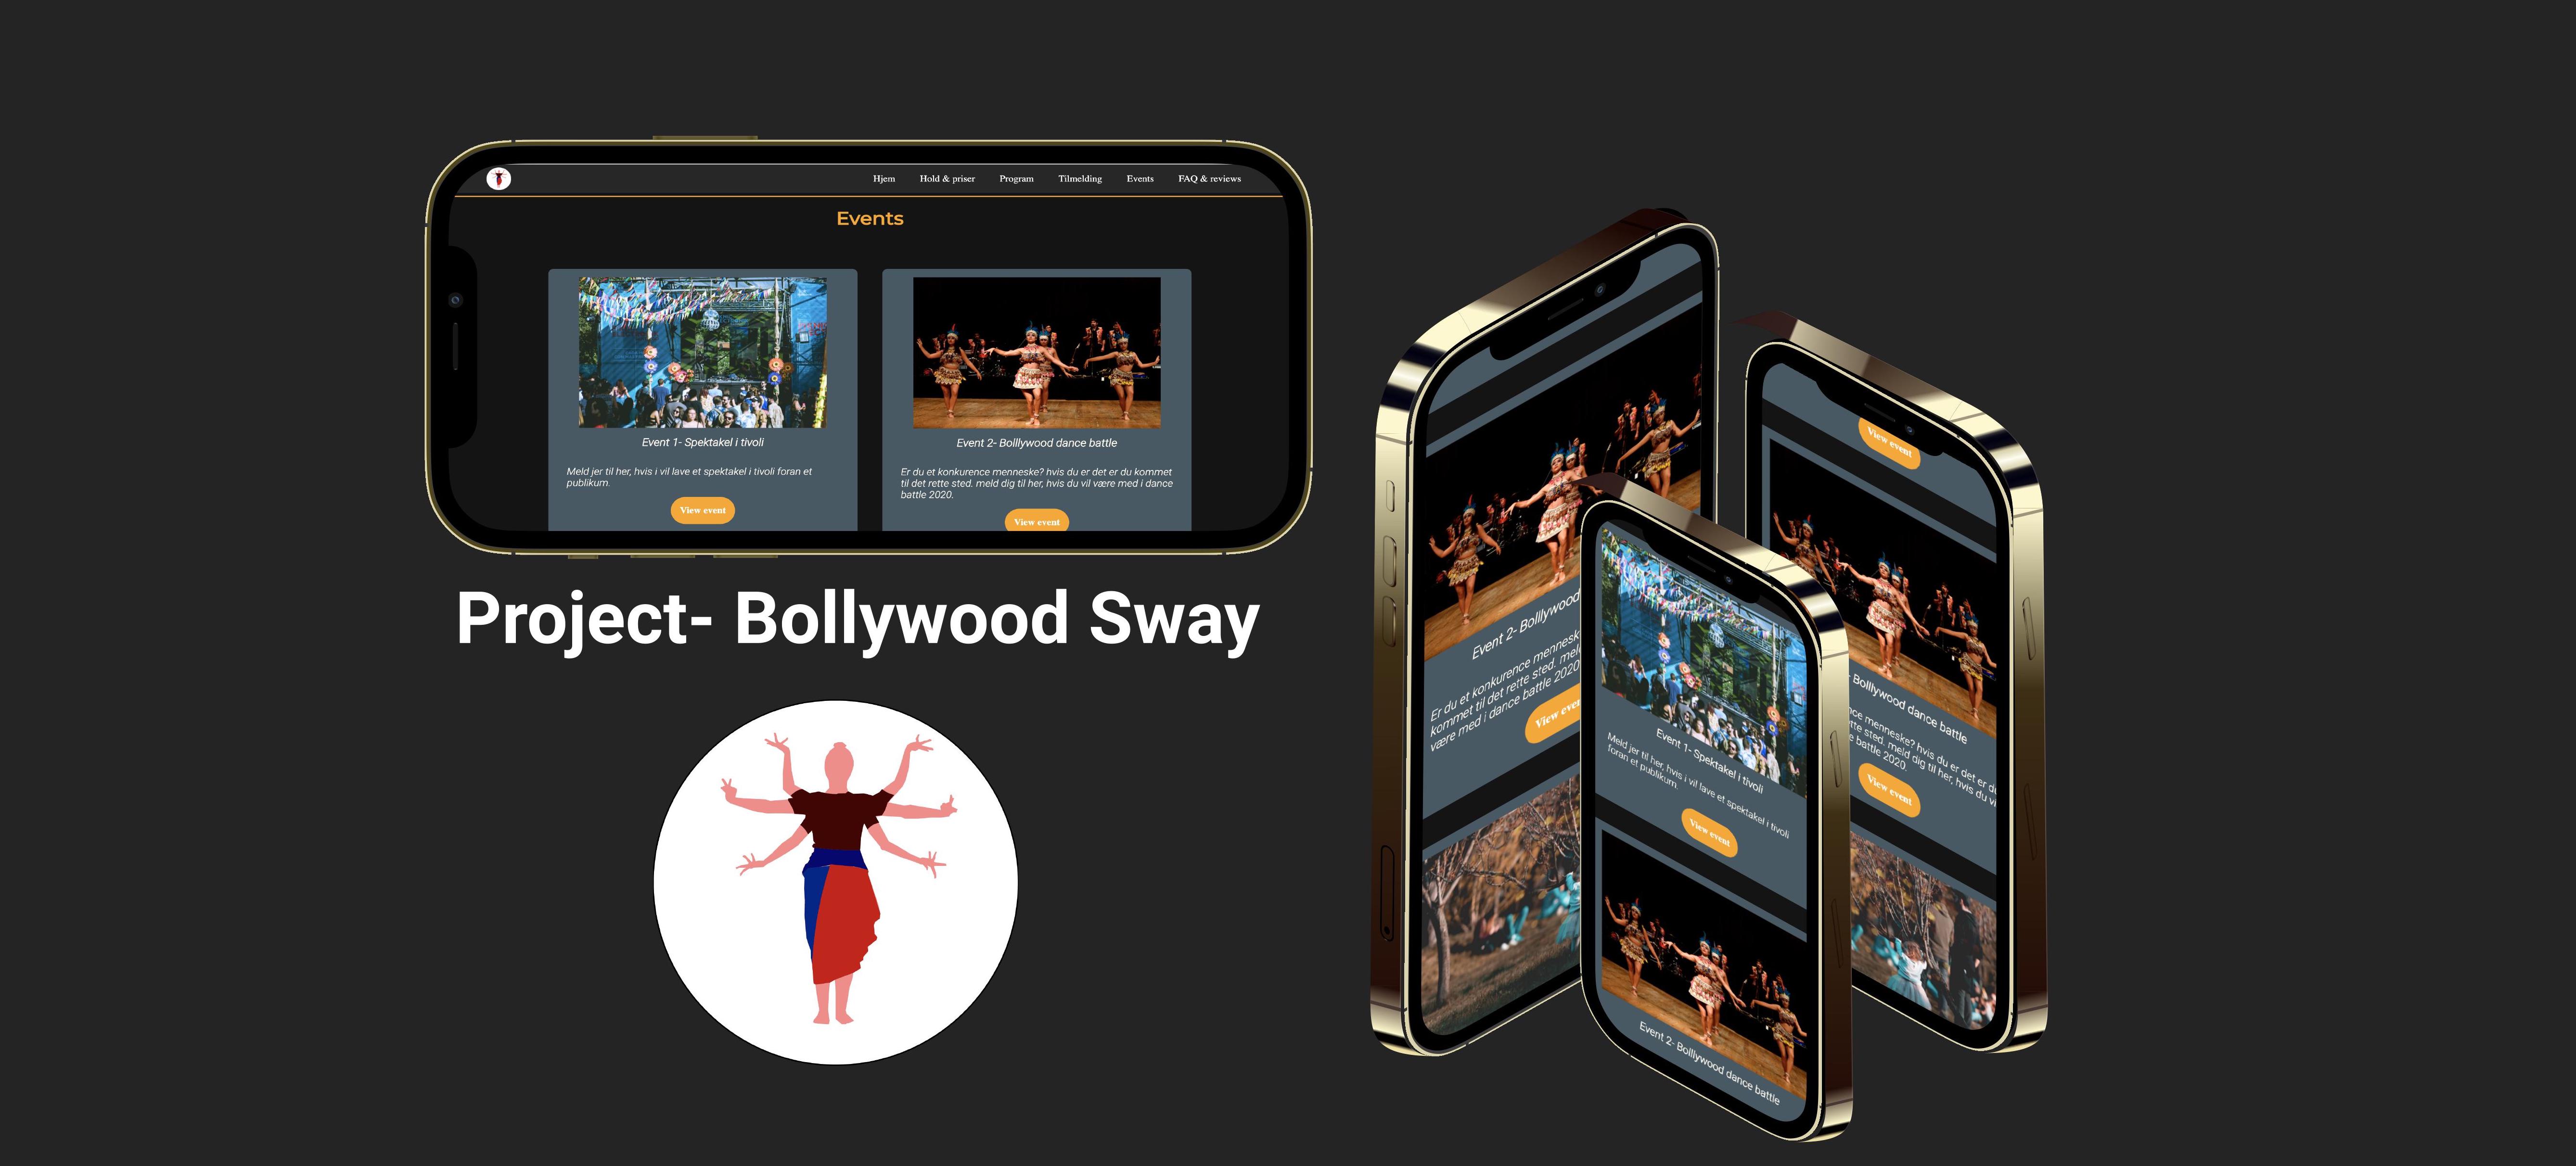 Hjem Hold & priser Program Tilmelding Events FAQ & reviews
Events
Event 1- Spektakel i tivoli
Meld jer til her, hvis i vil lave et spektakel i tivoli foran et
publikum.
View event
Event 2- Bolllywood dance battle
Er du et konkurence menneske? hvis du er det er du kommet
til det rette sted. meld dig til her, hvis du vil være med i dance
battle 2020.
View event
Project- Bollywood Sway
Event 2- Bolllywood
Er du et konkurence menneske
kommet til det rette sted.
være med i dance battle 2020
View
Event 1- Spektakel i tivoli
Meld jer til her, hvis i vil lave et spektakel i tivoli
foran et publikum.
View event
Event 2- Bolllywood dance battle
View event
- Bolllywood dance battle
menneske? hvis du er det er
sted. meld dig til her, hvis du
battle 2020.
View event